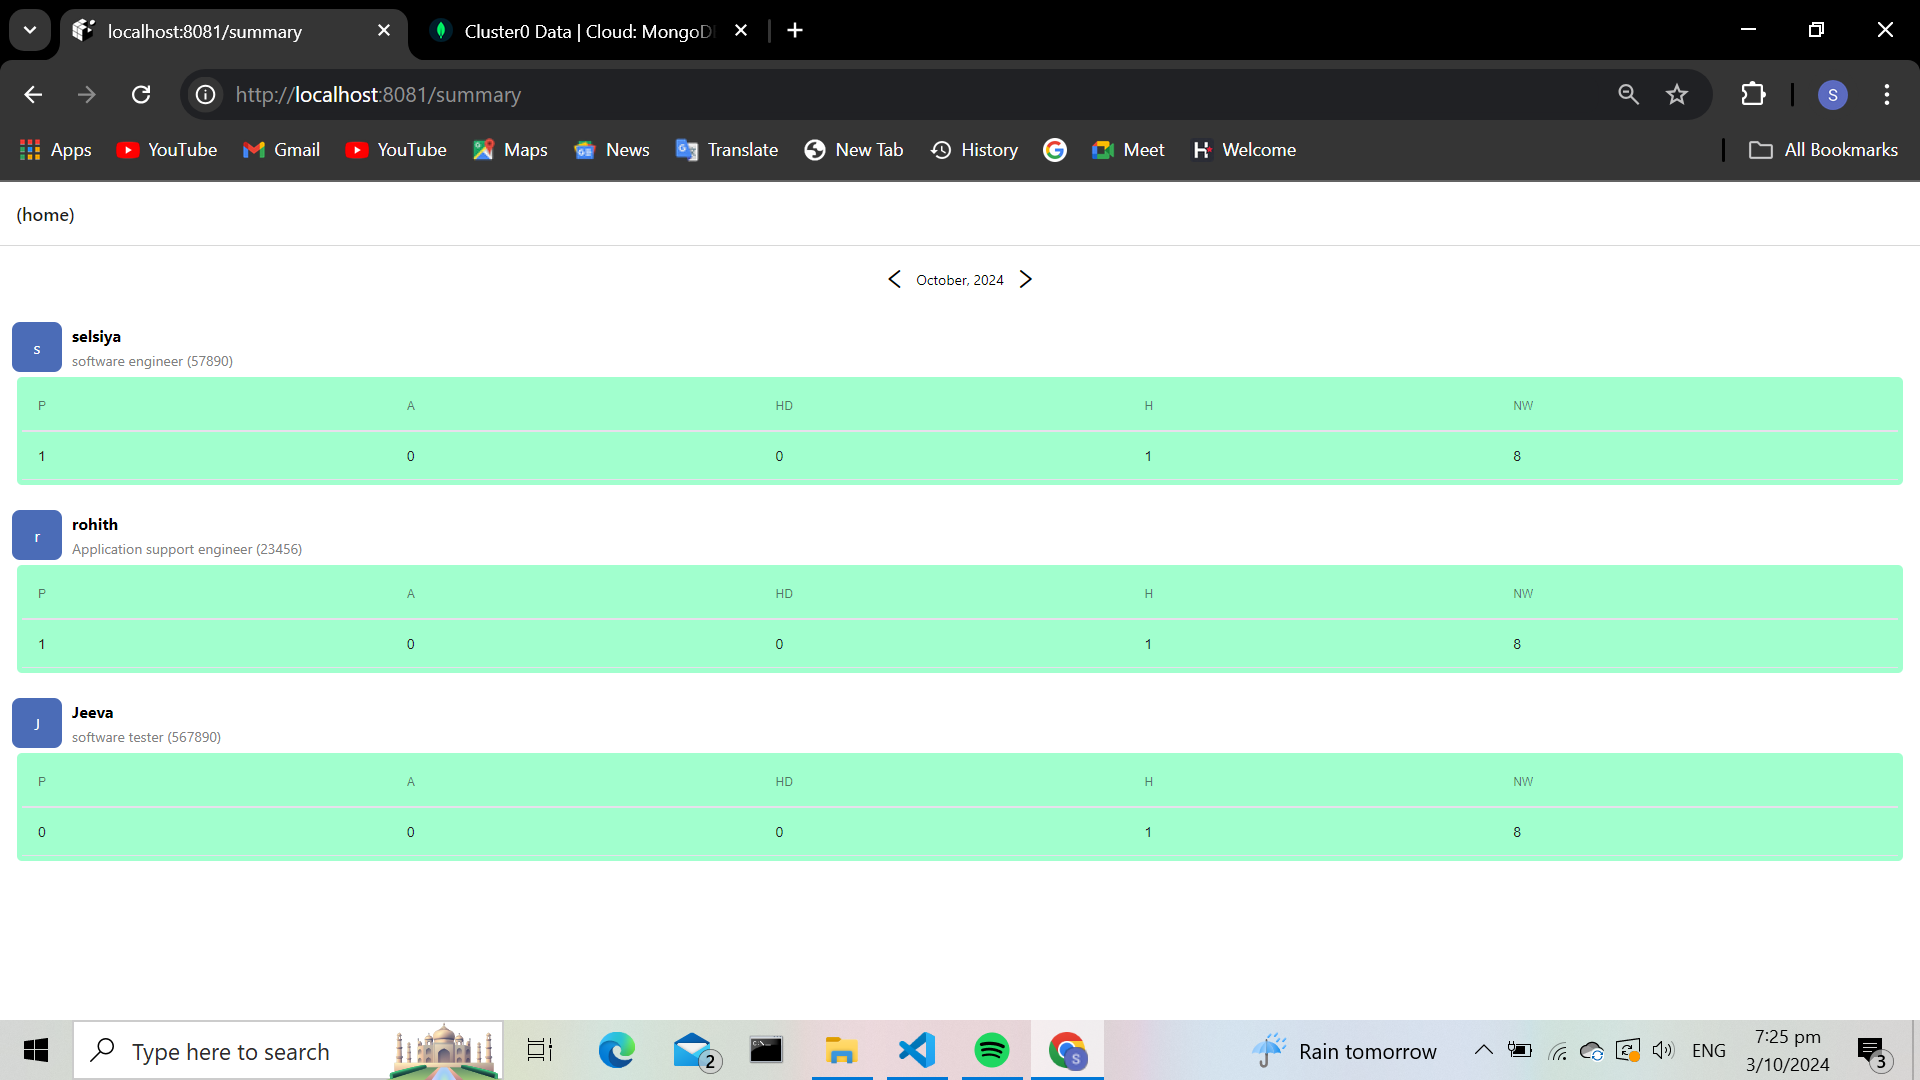 localhost:8081/summary
Cluster0 Data | Cloud: MongoD
http://localhost:8081/summary
S
Apps
YouTube
Gmail
YouTube
Maps
News
Translate
New Tab
History
Meet
Welcome
All Bookmarks
(home)
October, 2024
s
selsiya
software engineer (57890)
P A HD H NW
1 0 0 1 8
r
rohith
Application support engineer (23456)
P A HD H NW
1 0 0 1 8
J
Jeeva
software tester (567890)
P A HD H NW
0 0 0 1 8
Type here to search
2
S
Rain tomorrow
ENG
7:25 pm
3/10/2024
3